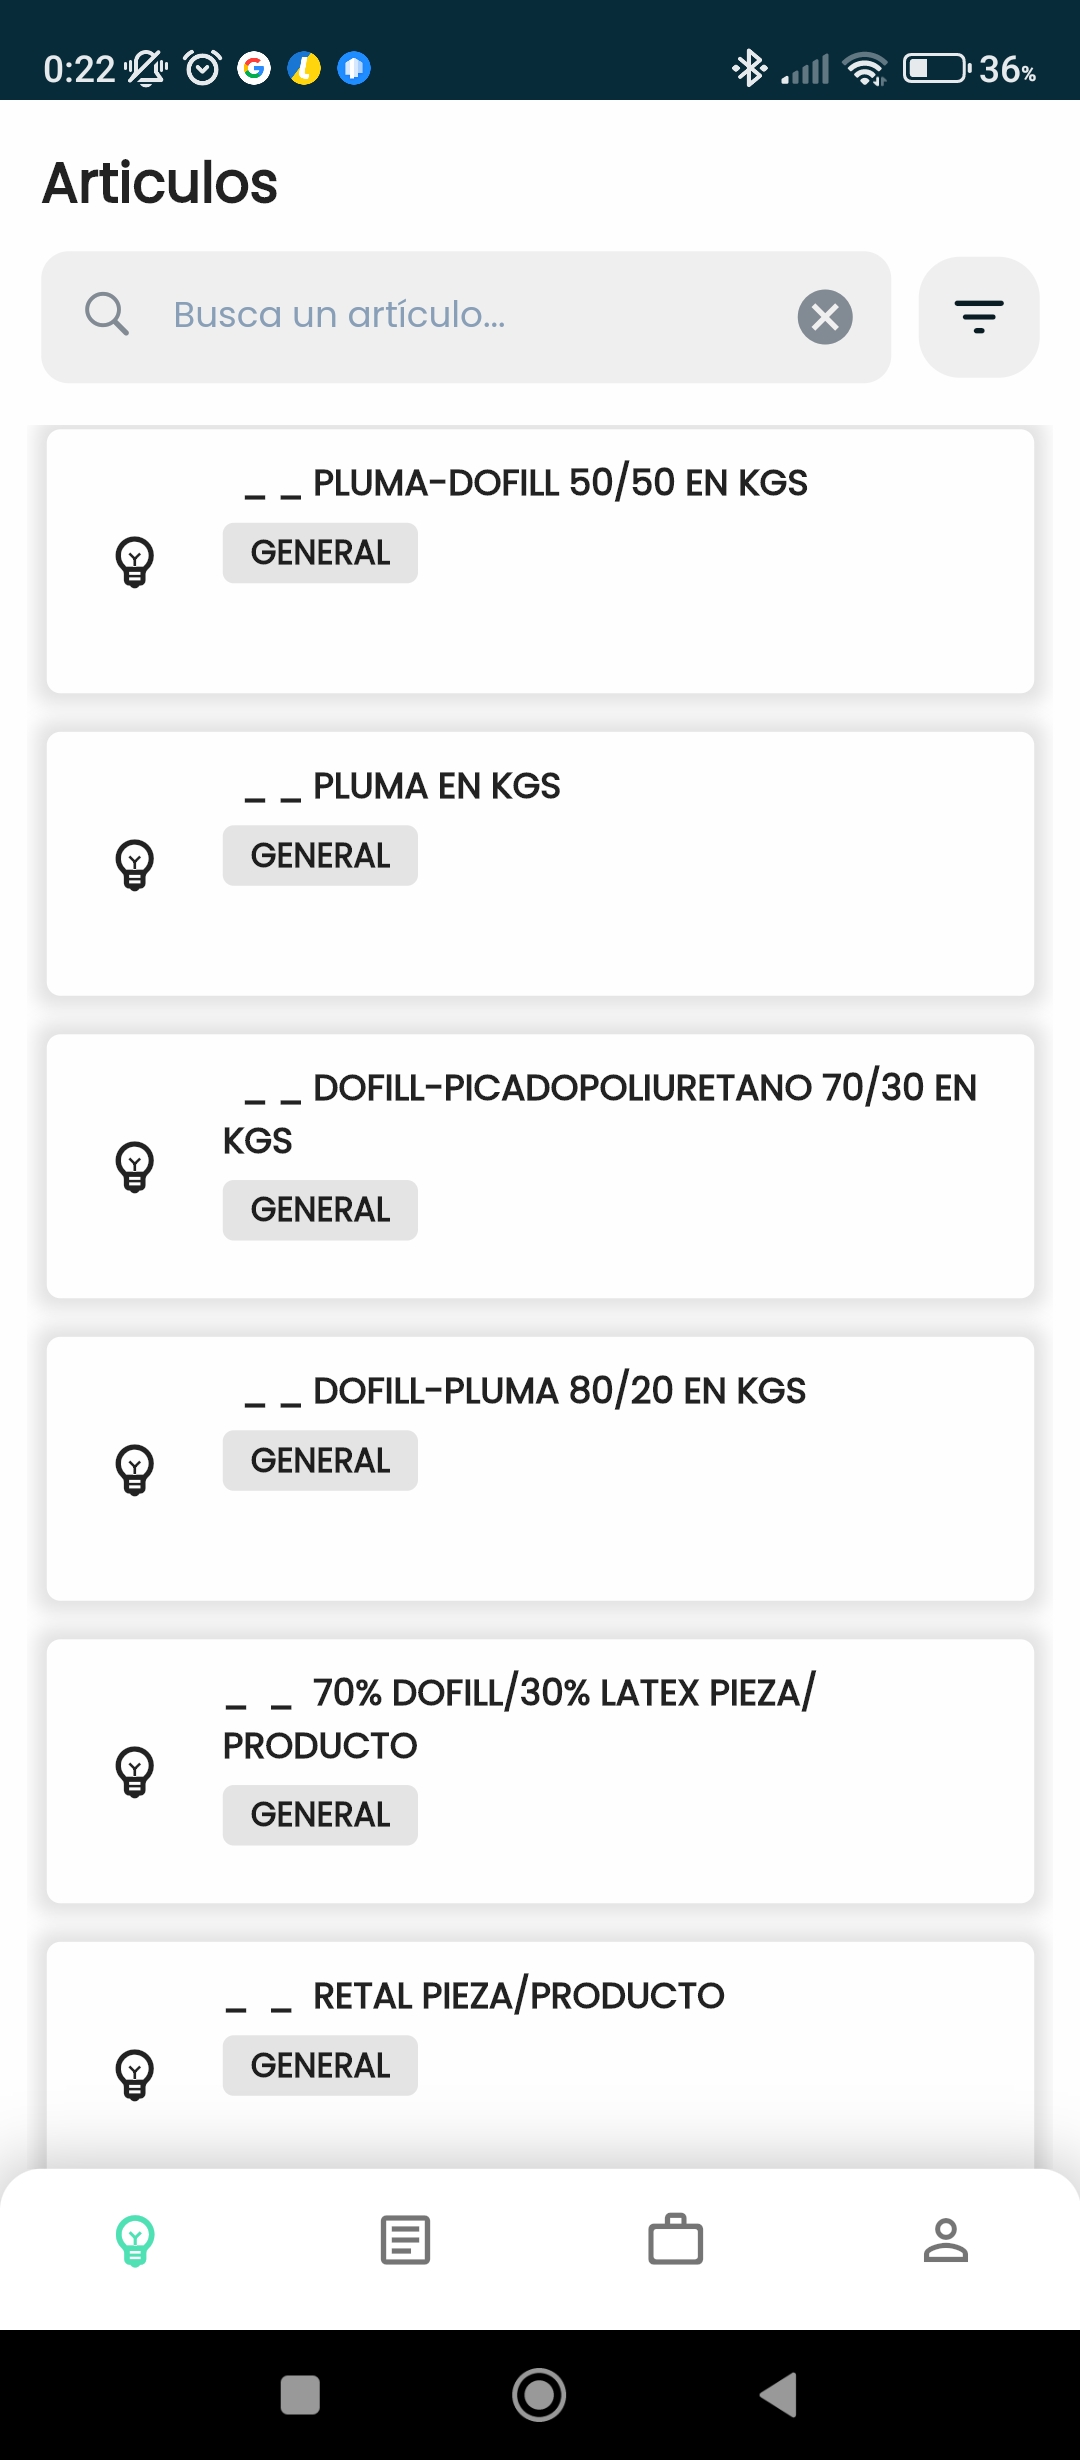 0:22
36%
Articulos
Busca un artículo...
_ _ PLUMA-DOFILL 50/50 EN KGS
GENERAL
_ _ PLUMA EN KGS
GENERAL
_ _ DOFILL-PICADOPOLIURETANO 70/30 EN
KGS
GENERAL
_ _ DOFILL-PLUMA 80/20 EN KGS
GENERAL
_ _ 70% DOFILL/30% LATEX PIEZA/
PRODUCTO
GENERAL
_ _ RETAL PIEZA/PRODUCTO
GENERAL